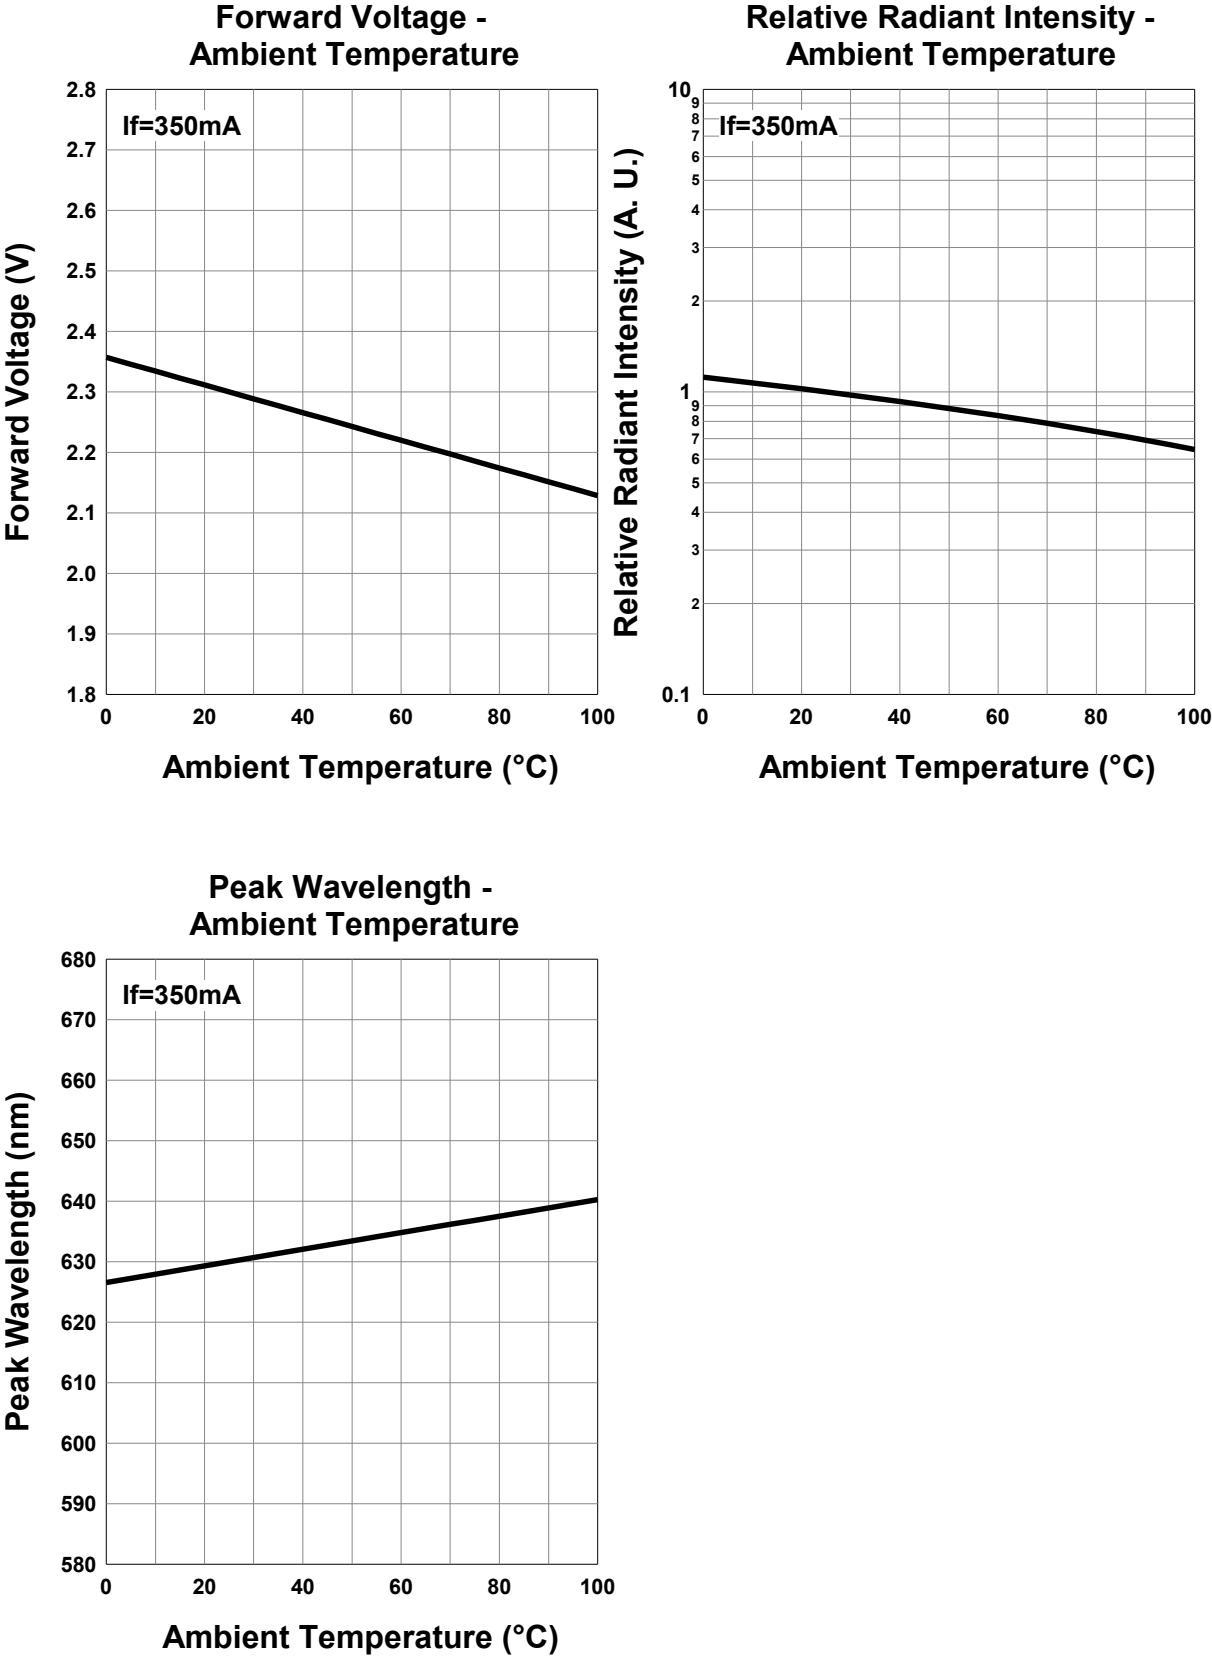 Forward Voltage -
Ambient Temperature
If=350mA
2.8
2.7
2.6
2.5
2.4
2.3
2.2
2.1
2.0
1.9
1.8
Forward Voltage (V)
0 20 40 60 80 100
Ambient Temperature (°C)
Relative Radiant Intensity -
Ambient Temperature
If=350mA
10
9
8
7
6
5
4
3
2
1
9
8
7
6
5
4
3
2
0.1
Relative Radiant Intensity (A. U.)
0 20 40 60 80 100
Ambient Temperature (°C)
Peak Wavelength -
Ambient Temperature
If=350mA
680
670
660
650
640
630
620
610
600
590
580
Peak Wavelength (nm)
0 20 40 60 80 100
Ambient Temperature (°C)